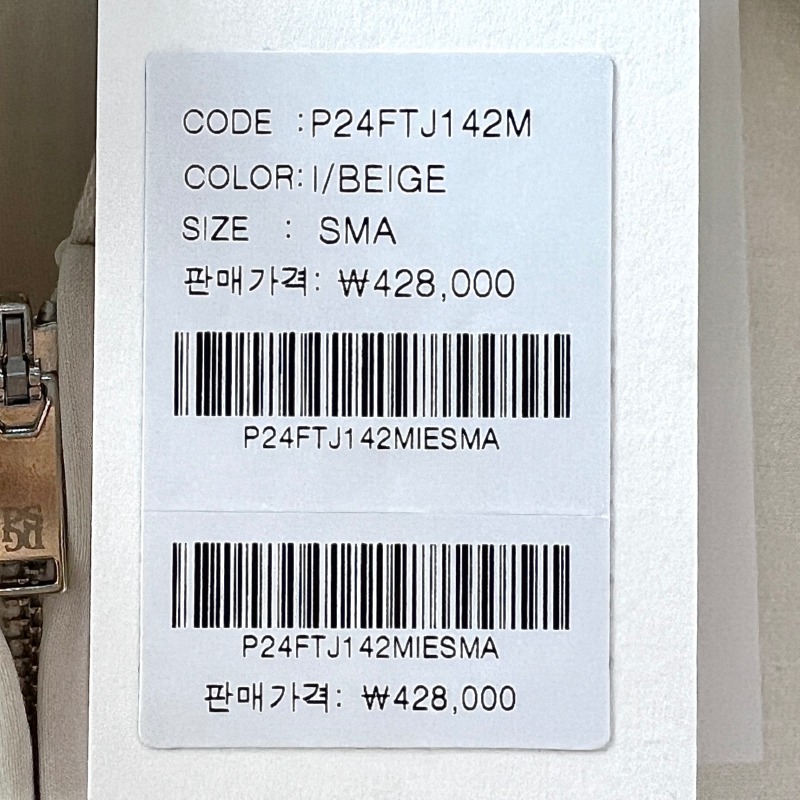 CODE :P24FTJ142M
COLOR:I/BEIGE
SIZE : SMA
판매가격: ₩428,000
P24FTJ142MIESMA
P24FTJ142MIESMA
판매가격: ₩428,000